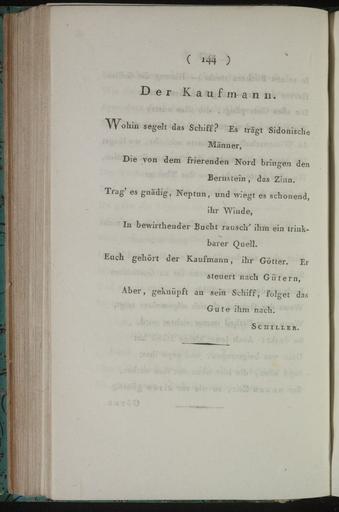 ( 144 )
Der Kaufmann.
Wohin segelt das Schiff? Es trägt Sidonische
Männer,
Die von dem frierenden Nord bringen den
Bernstein, das Zinn.
Trag' es gnädig, Neptun, und wiegt es schonend,
ihr Winde,
In bewirthender Bucht rausch' ihm ein trink-
barer Quell.
Euch gehört der Kaufmann, ihr Götter. Er
steuert nach Gütern,
Aber, geknüpft an sein Schiff, folget das
Gute ihm nach.
SCHILLER.